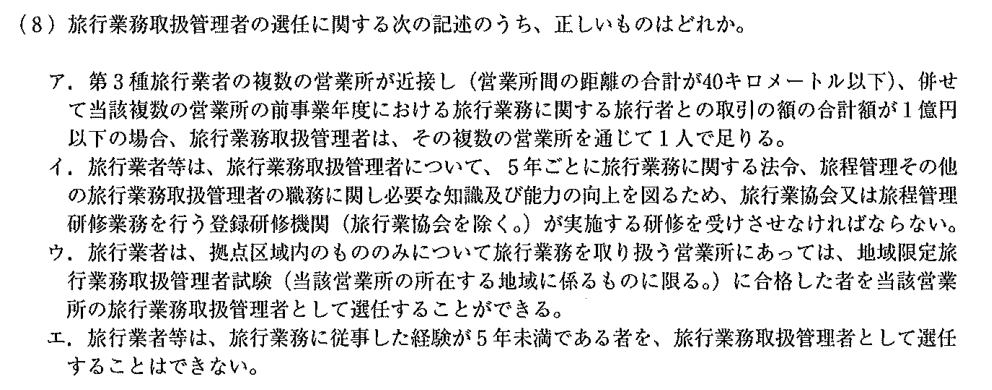 （8）旅行業務取扱管理者の選任に関する次の記述のうち、正しいものはどれか。
ア．第3種旅行業者の複数の営業所が近接し（営業所間の距離の合計が40キロメートル以下）、併せ
て当該複数の営業所の前事業年度における旅行業務に関する旅行者との取引の額の合計額が1億円
以下の場合、旅行業務取扱管理者は、その複数の営業所を通じて1人で足りる。
イ．旅行業者等は、旅行業務取扱管理者について、5年ごとに旅行業務に関する法令、旅程管理その他
の旅行業務取扱管理者の職務に関し必要な知識及び能力の向上を図るため、旅行業協会又は旅程管理
研修業務を行う登録研修機関（旅行業協会を除く。）が実施する研修を受けさせなければならない。
ウ．旅行業者は、拠点区域内のもののみについて旅行業務を取り扱う営業所にあっては、地域限定旅
行業務取扱管理者試験（当該営業所の所在する地域に係るものに限る。）に合格した者を当該営業
所の旅行業務取扱管理者として選任することができる。
エ．旅行業者等は、旅行業務に従事した経験が5年未満である者を、旅行業務取扱管理者として選任
することはできない。